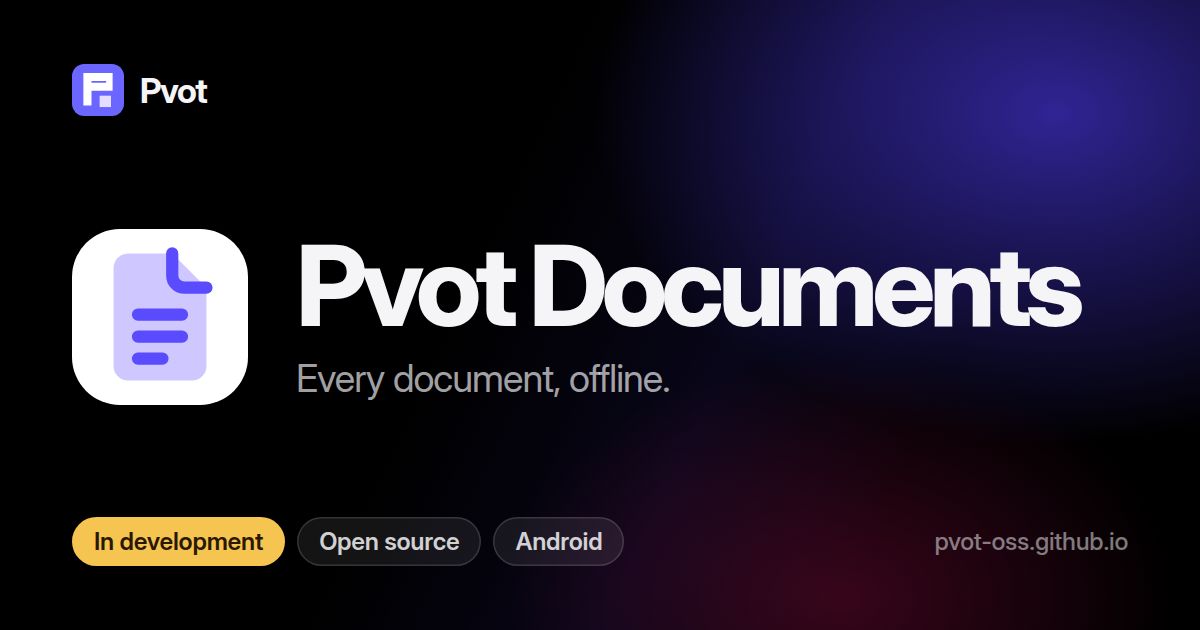 Pvot
Pvot Documents
Every document, offline.
In development
Open source
Android
pvot-oss.github.io